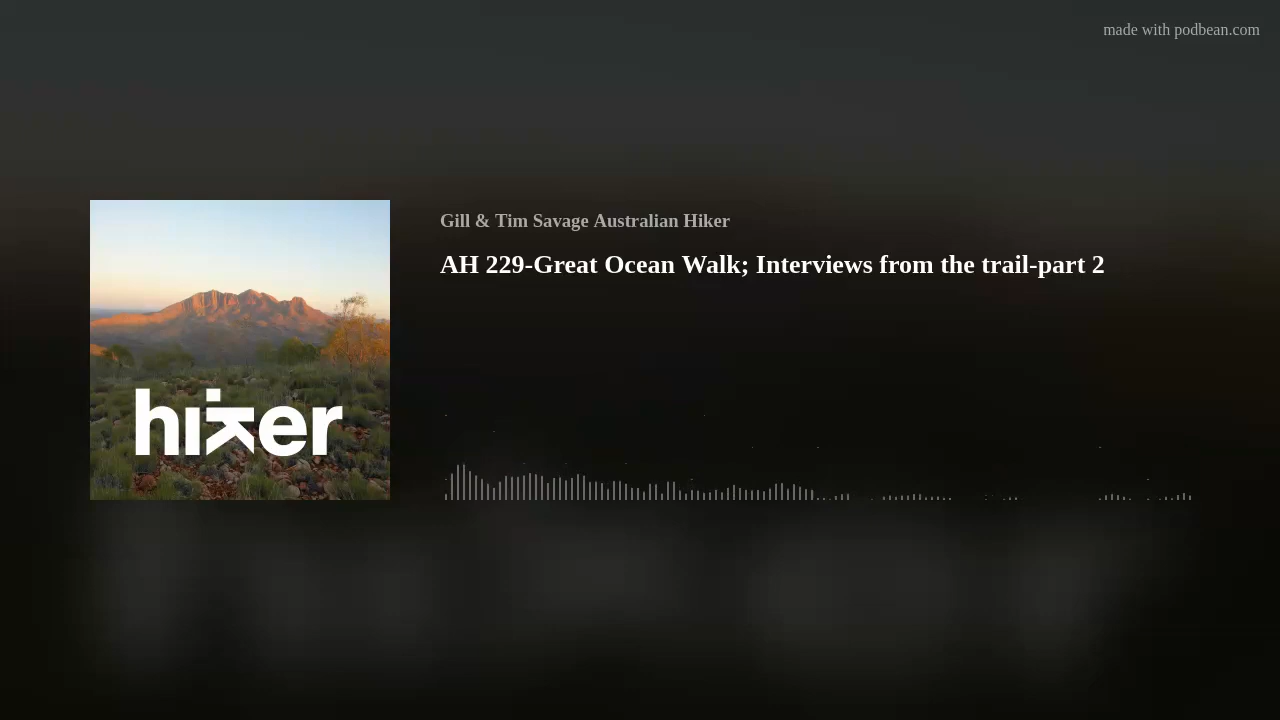 made with podbean.com
Gill & Tim Savage Australian Hiker
AH 229-Great Ocean Walk; Interviews from the trail-part 2
hiker